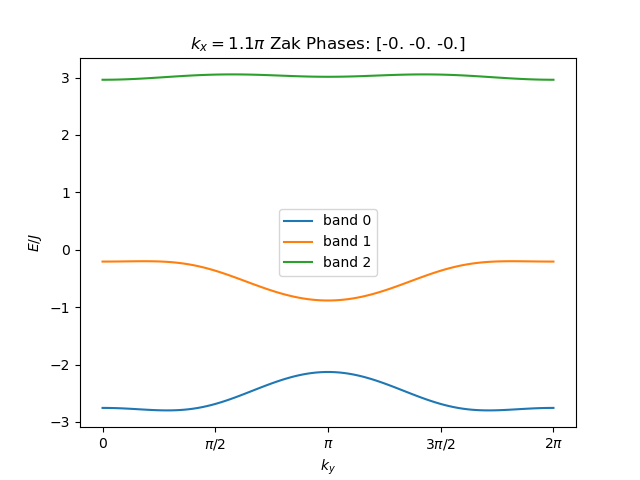 $k_x = 1.1\pi$ Zak Phases: [-0. -0. -0.]
3
2
1
0
−1
−2
−3
E/J
band 0
band 1
band 2
0
π/2
π
3π/2
2π
$k_y$